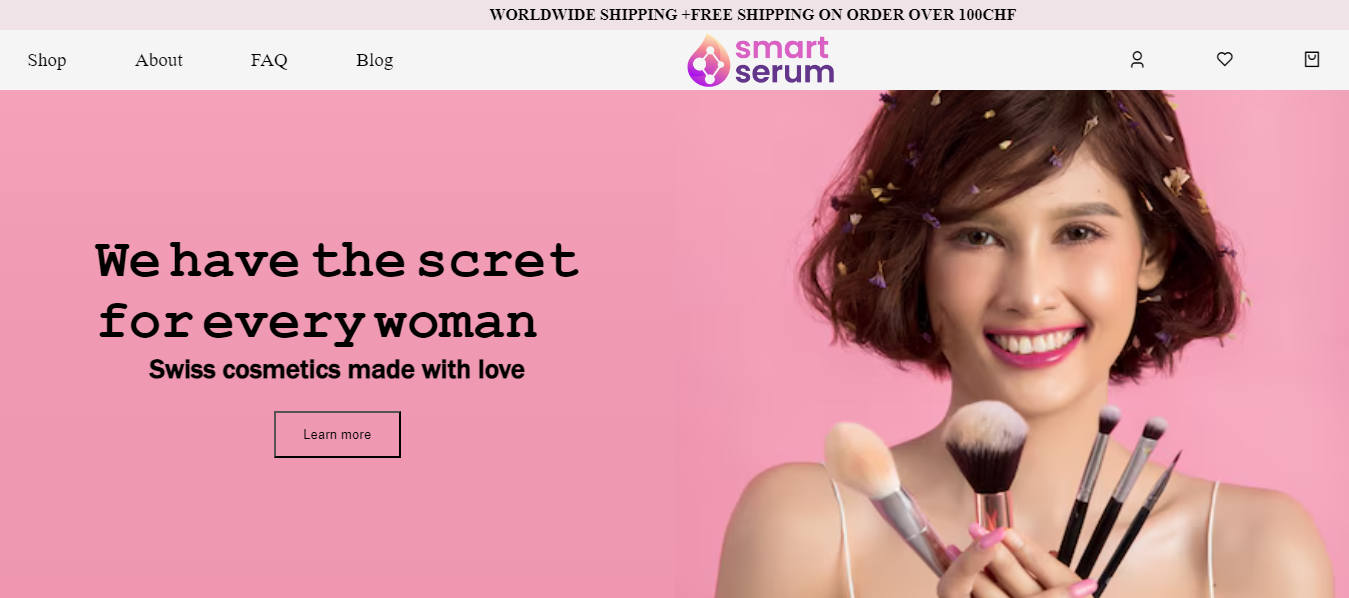 WORLDWIDE SHIPPING +FREE SHIPPING ON ORDER OVER 100CHF
Shop About FAQ Blog
smart
serum
We have the scret
for every woman
Swiss cosmetics made with love
Learn more